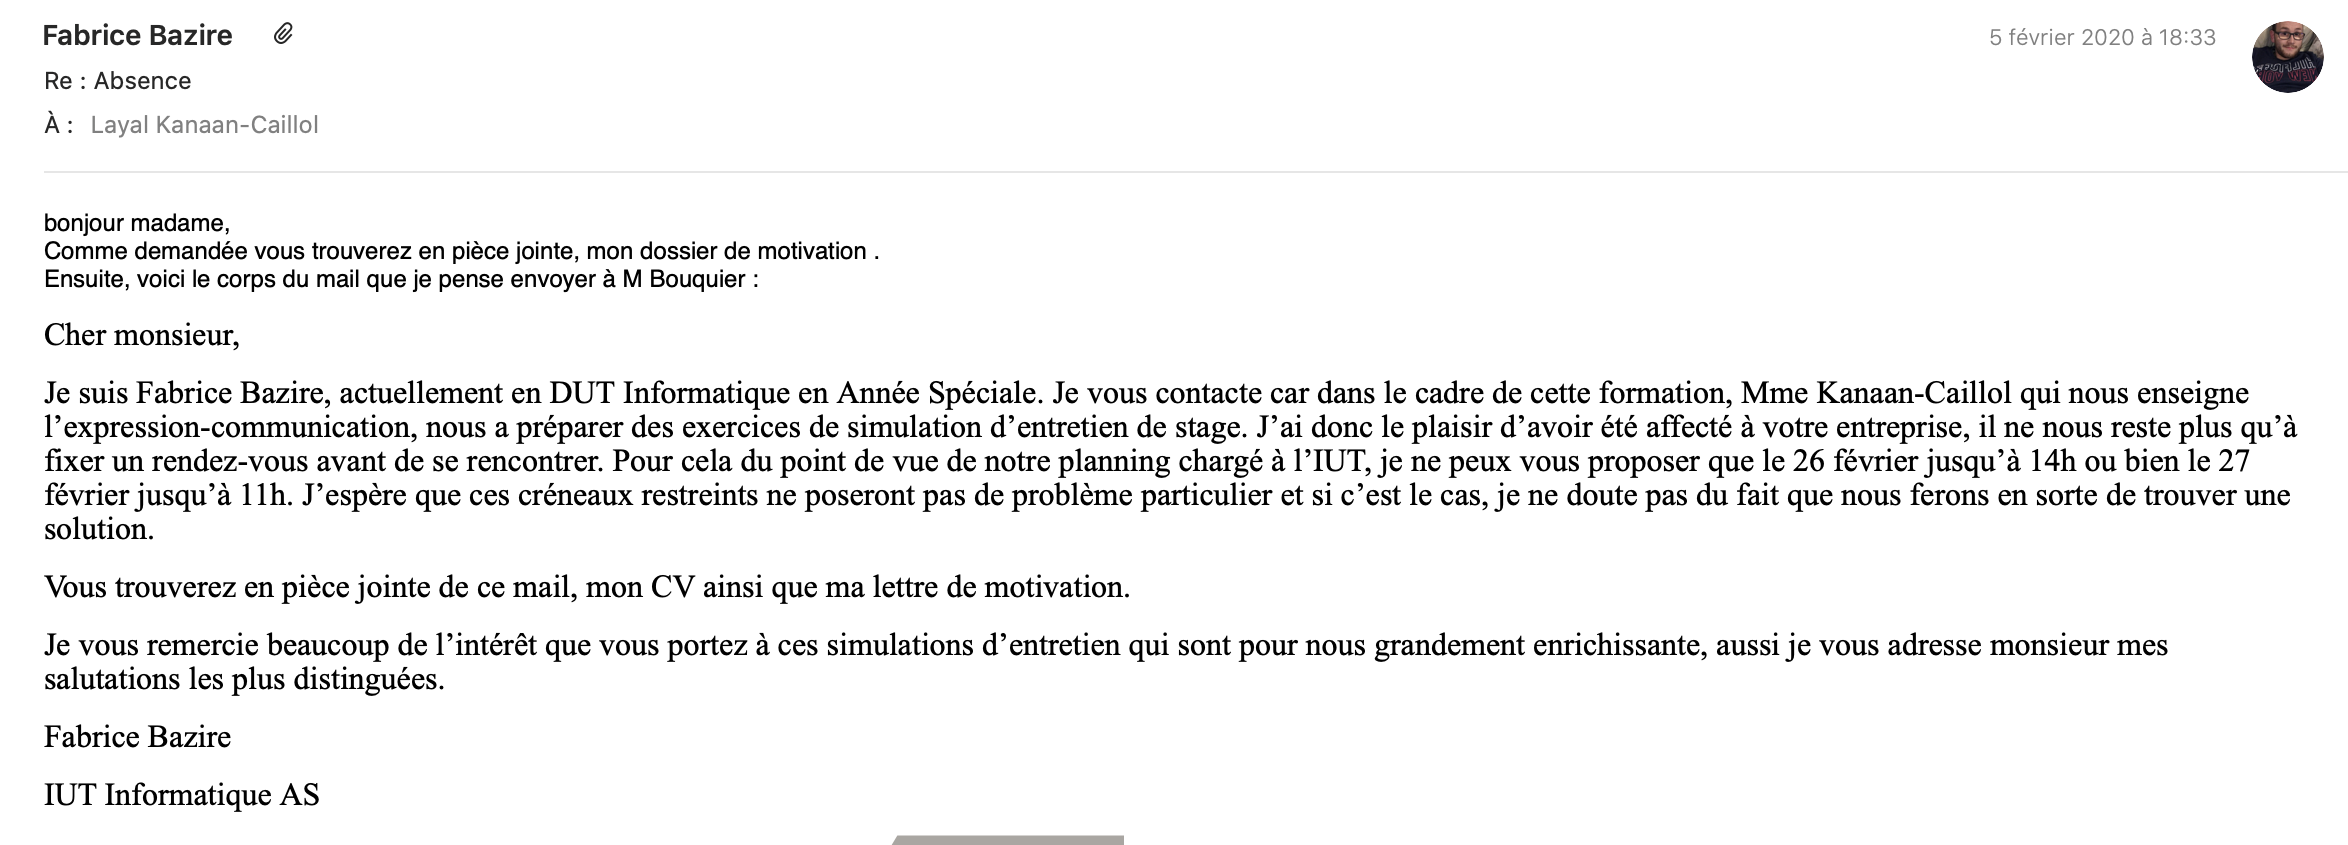 Fabrice Bazire
5 février 2020 à 18:33
Re : Absence
À : Layal Kanaan-Caillol
bonjour madame,
Comme demandée vous trouverez en pièce jointe, mon dossier de motivation .
Ensuite, voici le corps du mail que je pense envoyer à M Bouquier :
Cher monsieur,
Je suis Fabrice Bazire, actuellement en DUT Informatique en Année Spéciale. Je vous contacte car dans le cadre de cette formation, Mme Kanaan-Caillol qui nous enseigne
l’expression-communication, nous a préparer des exercices de simulation d’entretien de stage. J’ai donc le plaisir d’avoir été affecté à votre entreprise, il ne nous reste plus qu’à
fixer un rendez-vous avant de se rencontrer. Pour cela du point de vue de notre planning chargé à l’IUT, je ne peux vous proposer que le 26 février jusqu’à 14h ou bien le 27
février jusqu’à 11h. J’espère que ces créneaux restreints ne poseront pas de problème particulier et si c’est le cas, je ne doute pas du fait que nous ferons en sorte de trouver une
solution.
Vous trouverez en pièce jointe de ce mail, mon CV ainsi que ma lettre de motivation.
Je vous remercie beaucoup de l’intérêt que vous portez à ces simulations d’entretien qui sont pour nous grandement enrichissante, aussi je vous adresse monsieur mes
salutations les plus distinguées.
Fabrice Bazire
IUT Informatique AS